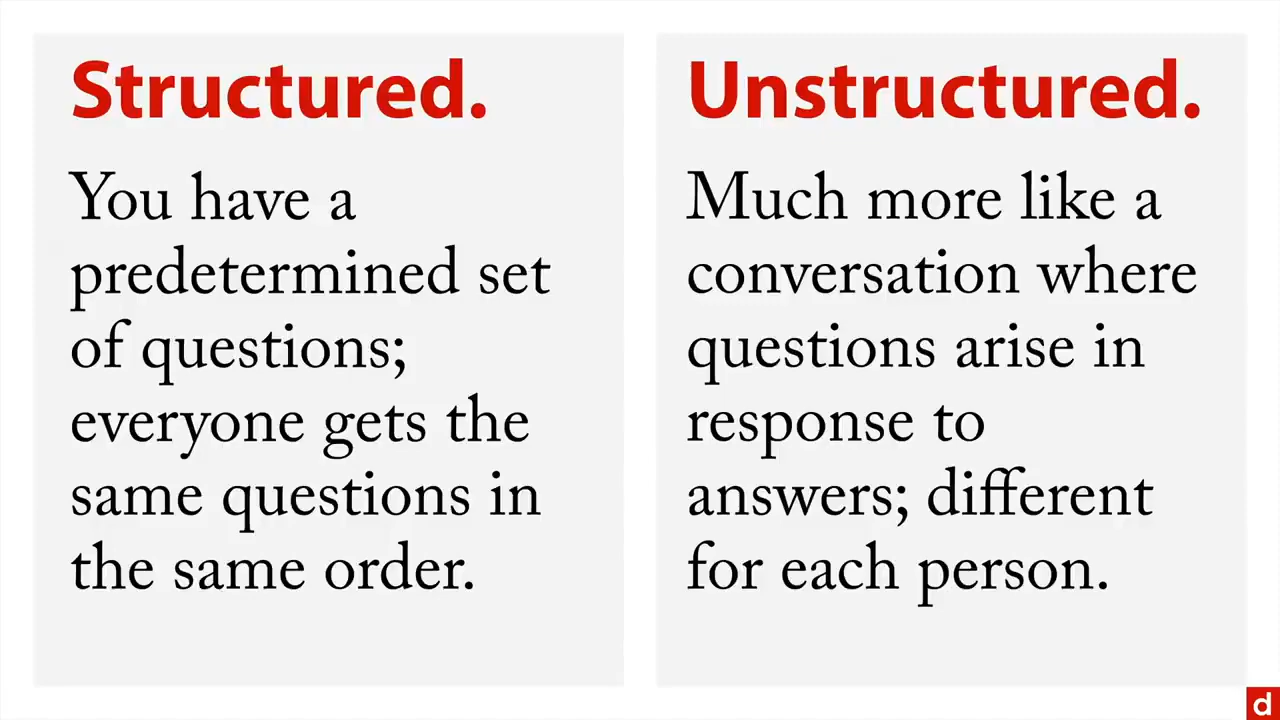 Structured.
You have a
predetermined set
of questions;
everyone gets the
same questions in
the same order.
Unstructured.
Much more like a
conversation where
questions arise in
response to
answers; different
for each person.
d